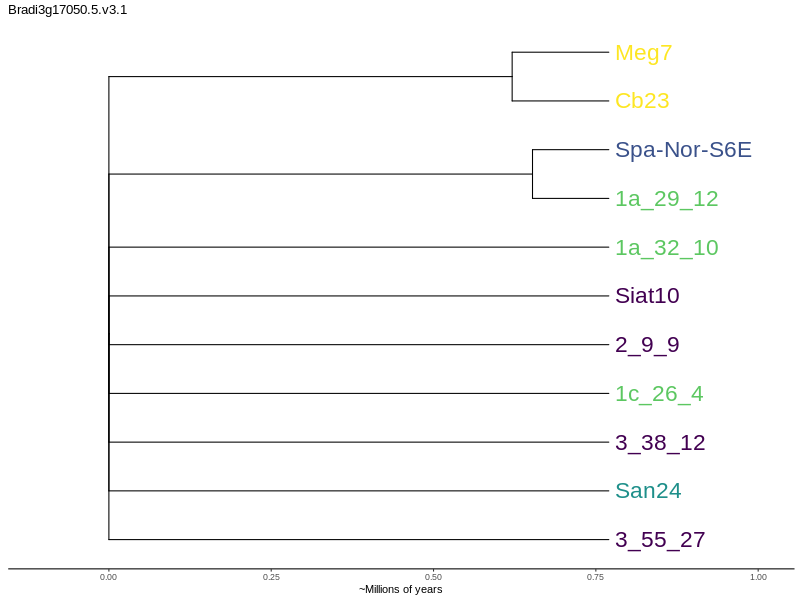 Bradi3g17050.5.v3.1
Meg7
Cb23
Spa-Nor-S6E
1a_29_12
1a_32_10
Siat10
2_9_9
1c_26_4
3_38_12
San24
3_55_27
0.00 0.25 0.50 0.75 1.00
~Millions of years